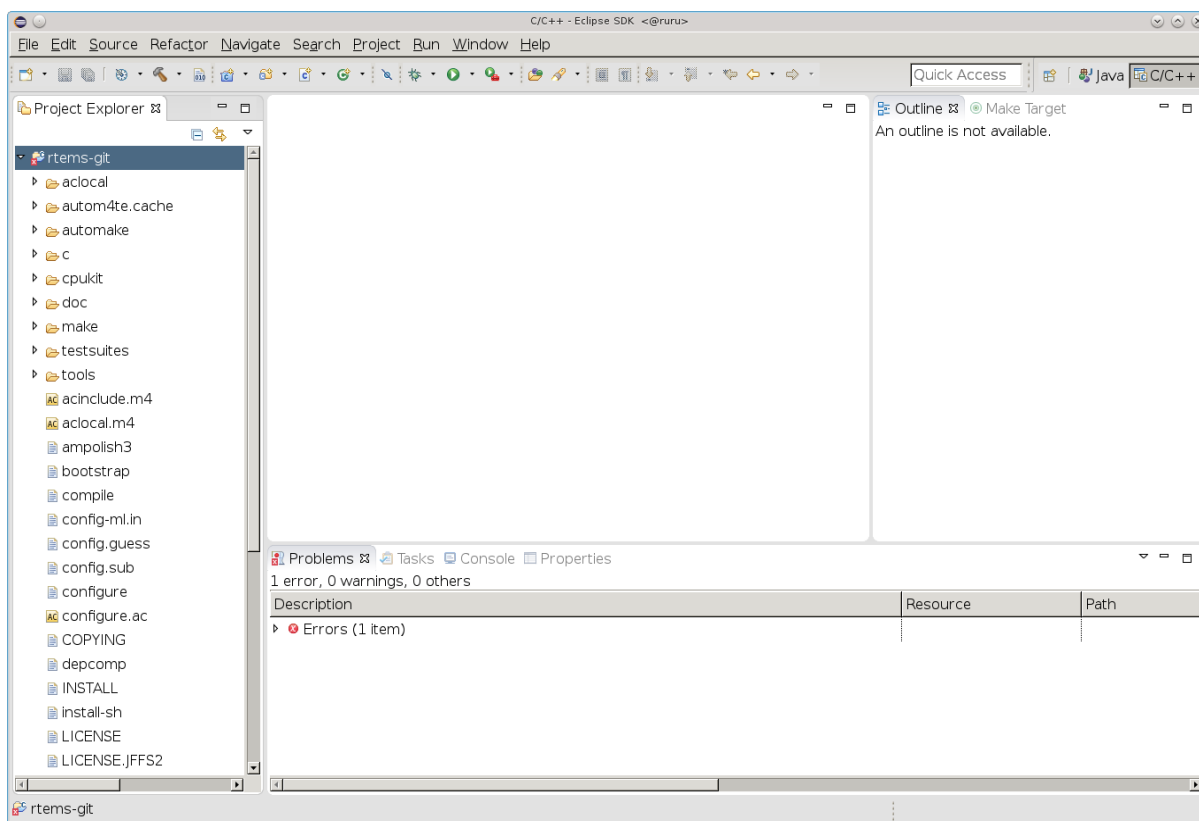 C/C++ - Eclipse SDK <@ruru>
File Edit Source Refactor Navigate Search Project Run Window Help
Quick Access Java C/C++
Project Explorer
Outline Make Target
An outline is not available.
rtems-git
aclocal
autom4te.cache
automake
c
cpukit
doc
make
testsuites
tools
acinclude.m4
aclocal.m4
ampolish3
bootstrap
compile
config-ml.in
config.guess
config.sub
configure
configure.ac
COPYING
depcomp
INSTALL
install-sh
LICENSE
LICENSE.JFFS2
Problems Tasks Console Properties
1 error, 0 warnings, 0 others
Description Resource Path
Errors (1 item)
rtems-git